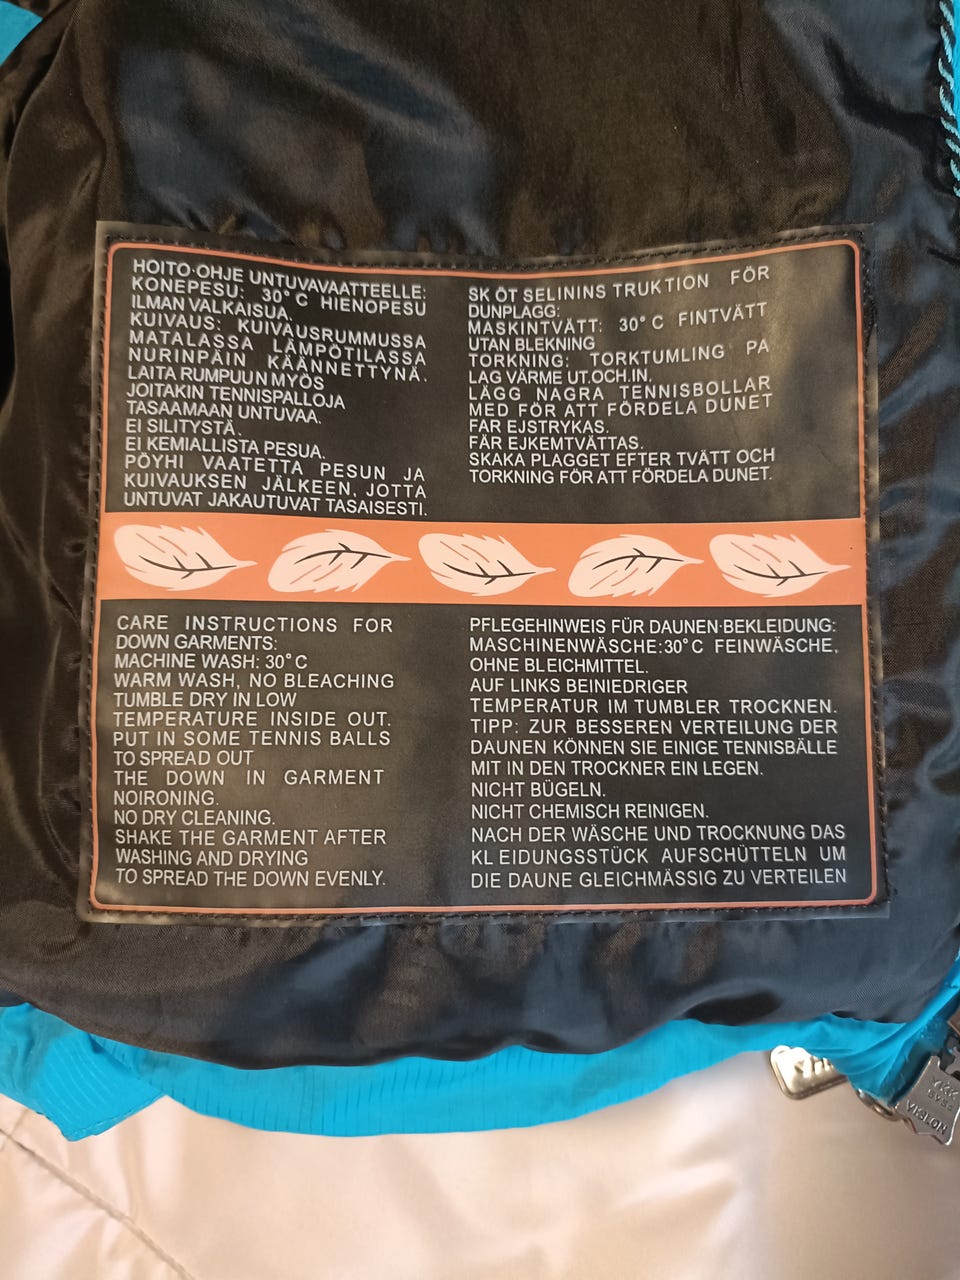 HOITO-OHJE UNTUVAVAATTEELLE:
KONEPESU: 30°C HIENOPESU
ILMAN VALKAISUA.
KUIVAUS: KUIVAUSRUMMUSSA
MATALASSA LÄMPÖTILASSA
NURINPÄIN KÄÄNNETTYNÄ.
LAITA RUMPUUN MYÖS
JOITAKIN TENNISPALLOJA
TASAAMAAN UNTUVAA.
EI SILITYSTÄ.
EI KEMIALLISTA PESUA.
PÖYHI VAATETTA PESUN JA
KUIVAUKSEN JÄLKEEN, JOTTA
UNTUVAT JAKAUTUVAT TASAISESTI.
SK ÖT SELININS TRUKTION FÖR
DUNPLAGG:
MASKINTVÄTT: 30°C FINTVÄTT
UTAN BLEKNING
TORKNING: TORKTUMLING PA
LAG VÄRME UT.OCH.IN.
LÄGG NAGRA TENNISBOLLAR
MED FÖR ATT FÖRDELA DUNET
FAR EJSTRYKAS.
FÄR EJKEMTVÄTTAS.
SKAKA PLAGGET EFTER TVÄTT OCH
TORKNING FÖR ATT FÖRDELA DUNET.
CARE INSTRUCTIONS FOR
DOWN GARMENTS:
MACHINE WASH: 30°C
WARM WASH, NO BLEACHING
TUMBLE DRY IN LOW
TEMPERATURE INSIDE OUT.
PUT IN SOME TENNIS BALLS
TO SPREAD OUT
THE DOWN IN GARMENT
NOIRONING.
NO DRY CLEANING.
SHAKE THE GARMENT AFTER
WASHING AND DRYING
TO SPREAD THE DOWN EVENLY.
PFLEGEHINWEIS FÜR DAUNEN-BEKLEIDUNG:
MASCHINENWÄSCHE:30°C FEINWÄSCHE,
OHNE BLEICHMITTEL.
AUF LINKS BEINIEDRIGER
TEMPERATUR IM TUMBLER TROCKNEN.
TIPP: ZUR BESSEREN VERTEILUNG DER
DAUNEN KÖNNEN SIE EINIGE TENNISBÄLLE
MIT IN DEN TROCKNER EIN LEGEN.
NICHT BÜGELN.
NICHT CHEMISCH REINIGEN.
NACH DER WÄSCHE UND TROCKNUNG DAS
KL EIDUNGSSTÜCK AUFSCHÜTTELN UM
DIE DAUNE GLEICHMÄSSIG ZU VERTEILEN
YKK
VISLON